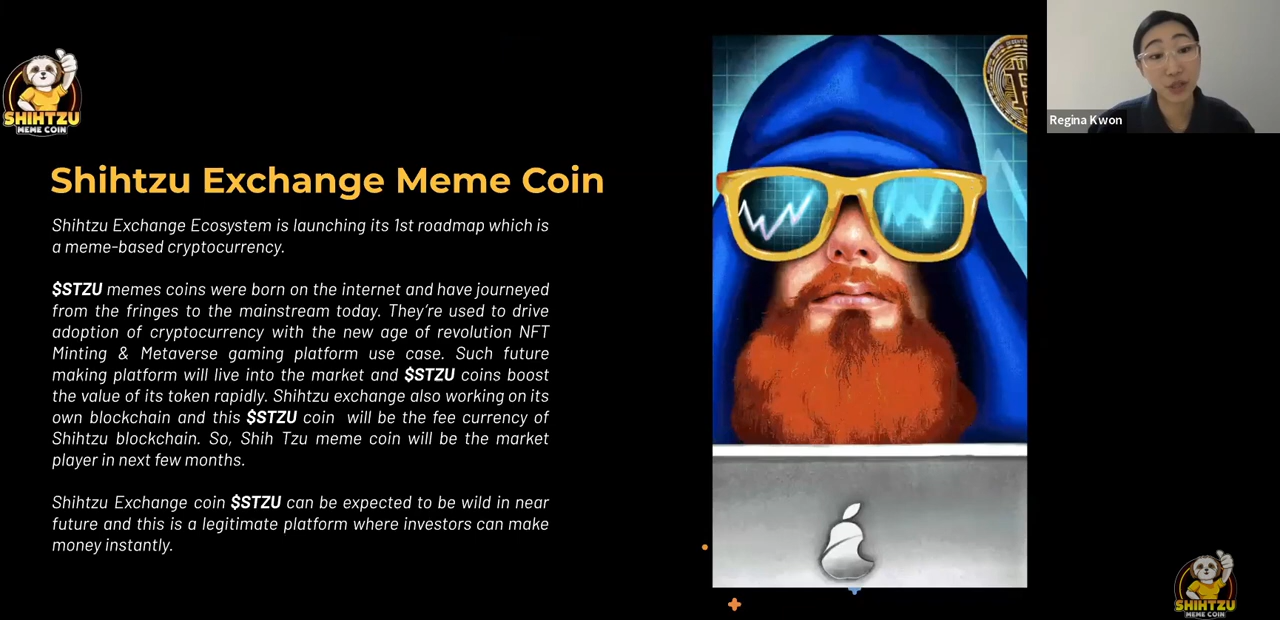 SHIHTZU
MEME COIN
Regina Kwon
Shihtzu Exchange Meme Coin
Shihtzu Exchange Ecosystem is launching its 1st roadmap which is
a meme-based cryptocurrency.
$STZU memes coins were born on the internet and have journeyed
from the fringes to the mainstream today. They’re used to drive
adoption of cryptocurrency with the new age of revolution NFT
Minting & Metaverse gaming platform use case. Such future
making platform will live into the market and $STZU coins boost
the value of its token rapidly. Shihtzu exchange also working on its
own blockchain and this $STZU coin will be the fee currency of
Shihtzu blockchain. So, Shih Tzu meme coin will be the market
player in next few months.
Shihtzu Exchange coin $STZU can be expected to be wild in near
future and this is a legitimate platform where investors can make
money instantly.
SHIHTZU
MEME COIN